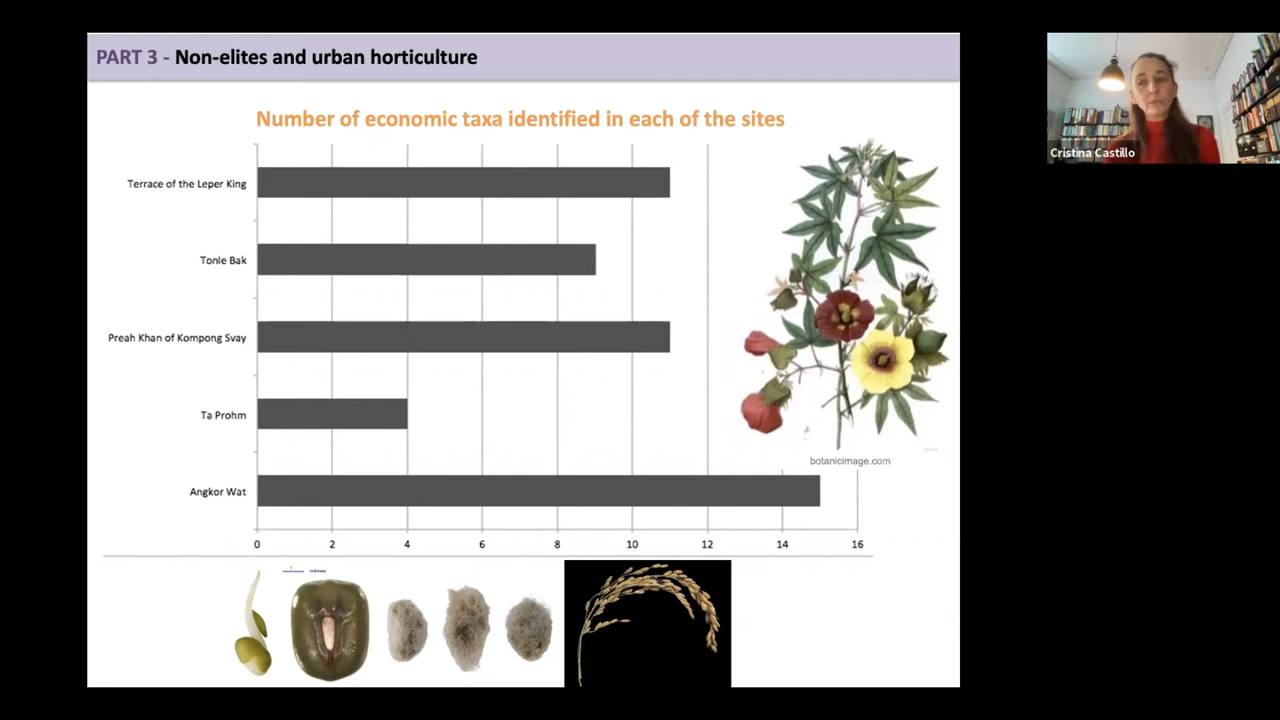 PART 3 - Non-elites and urban horticulture
Number of economic taxa identified in each of the sites
Terrace of the Leper King
Tonle Bak
Preah Khan of Kompong Svay
Ta Prohm
Angkor Wat
0 2 4 6 8 10 12 14 16
botanicimage.com
Cristina Castillo